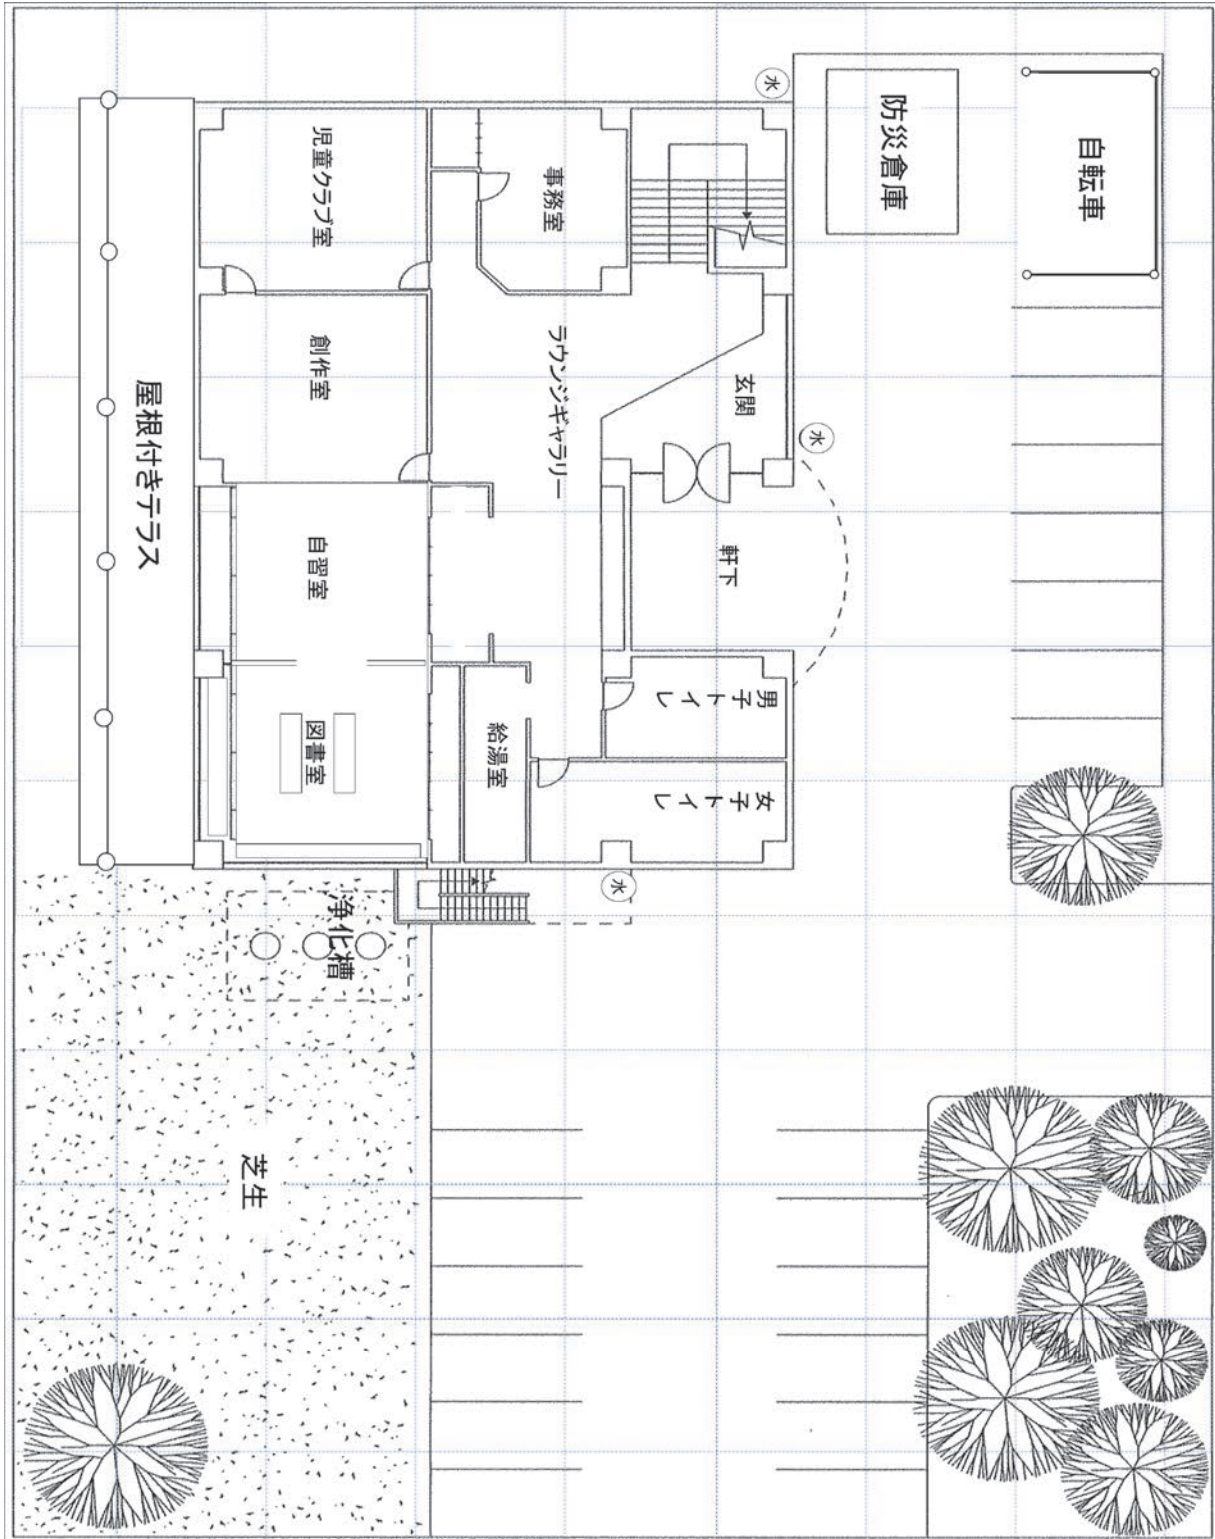 自転車
防災倉庫
水
事務室
児童クラブ室
玄関
水
ラウンジギャラリー
創作室
屋根付きテラス
軒下
自習室
男子トイレ
給湯室
図書室
女子トイレ
水
浄化槽
芝生